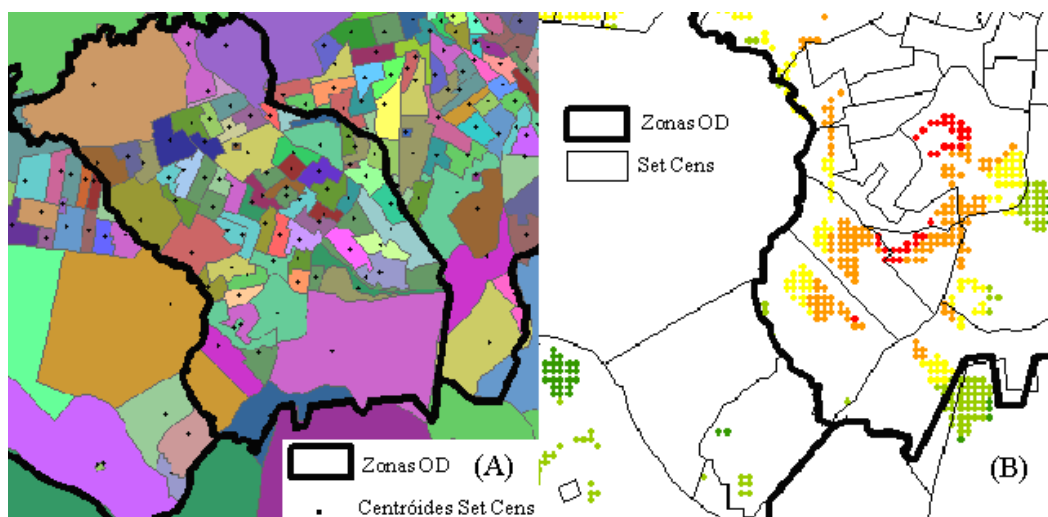 Zonas OD
Centróides Set Cens
(A)
Zonas OD
Set Cens
(B)